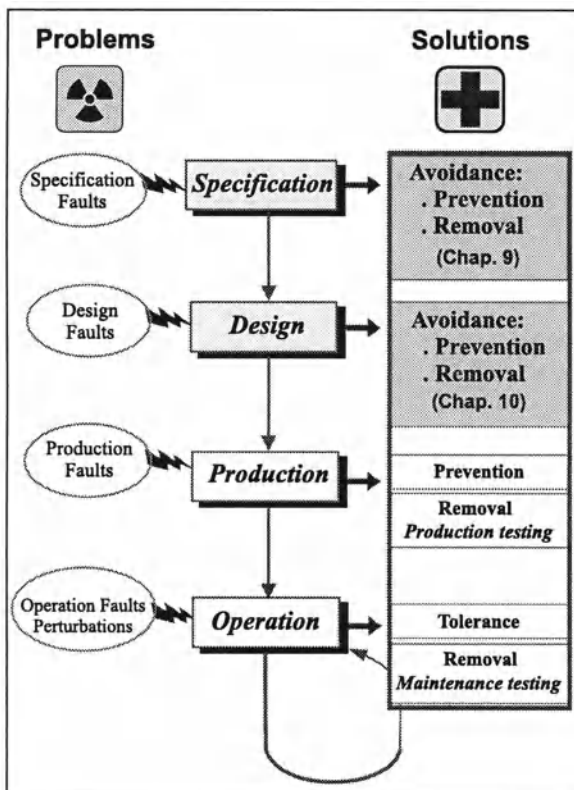 Problems
Solutions
Specification
Faults
Specification
Avoidance:
. Prevention
. Removal
(Chap. 9)
Design
Faults
Design
Avoidance:
. Prevention
. Removal
(Chap. 10)
Production
Faults
Production
Prevention
Removal
Production testing
Operation Faults
Perturbations
Operation
Tolerance
Removal
Maintenance testing